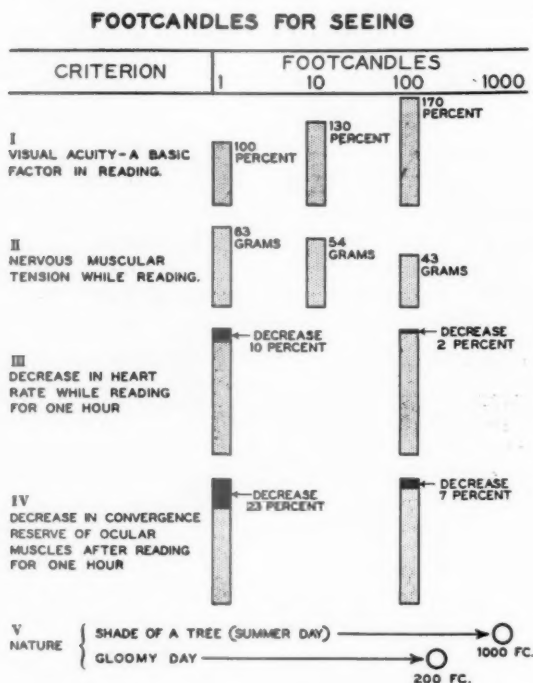 FOOTCANDLES FOR SEEING
CRITERION
FOOTCANDLES
1 10 100 1000
I
VISUAL ACUITY-A BASIC
FACTOR IN READING.
100
PERCENT
130
PERCENT
170
PERCENT
II
NERVOUS MUSCULAR
TENSION WHILE READING.
63
GRAMS
54
GRAMS
43
GRAMS
III
DECREASE IN HEART
RATE WHILE READING
FOR ONE HOUR
DECREASE
10 PERCENT
DECREASE
2 PERCENT
IV
DECREASE IN CONVERGENCE
RESERVE OF OCULAR
MUSCLES AFTER READING
FOR ONE HOUR
DECREASE
23 PERCENT
DECREASE
7 PERCENT
V
NATURE
SHADE OF A TREE (SUMMER DAY)
1000 FC.
GLOOMY DAY
200 FC.